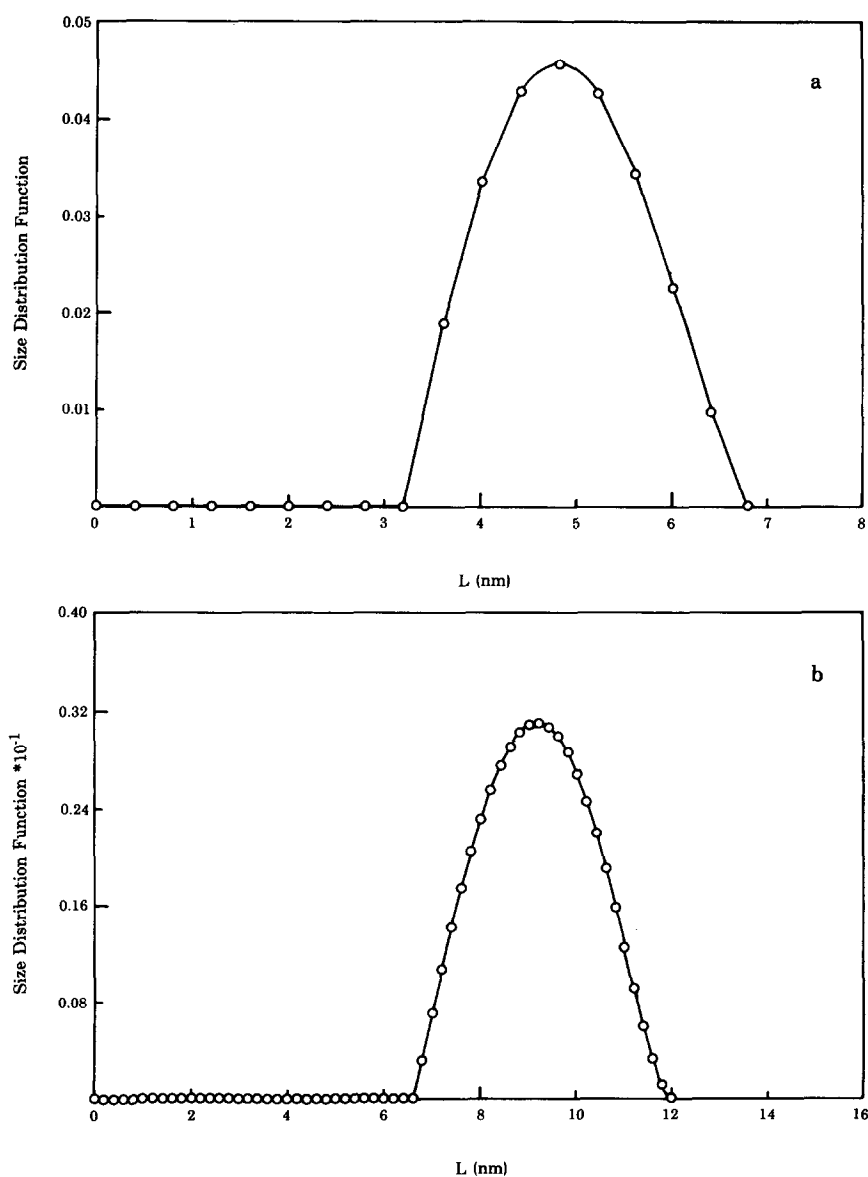 0.05
a
0.04
0.03
0.02
0.01
Size Distribution Function
0 1 2 3 4 5 6 7 8
L (nm)
0.40
b
0.32
0.24
0.16
0.08
Size Distribution Function *10-1
0 2 4 6 8 10 12 14 16
L (nm)